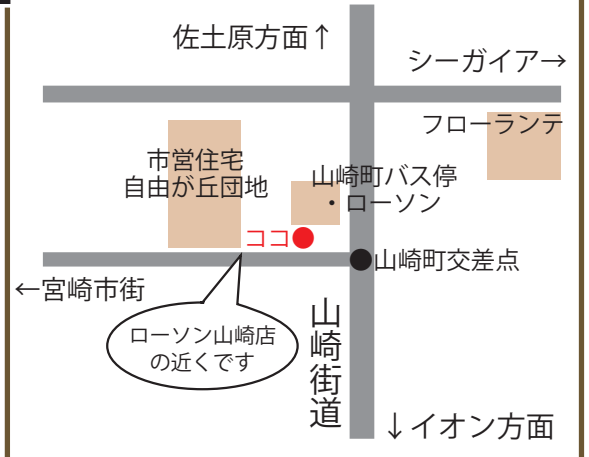 佐土原方面↑
シーガイア→
フローランテ
市営住宅
自由が丘団地
山崎町バス停
・ローソン
ココ
山崎町交差点
←宮崎市街
ローソン山崎店
の近くです
山崎街道
↓イオン方面